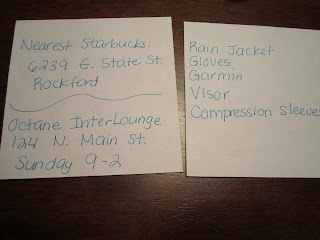 Nearest Starbucks:
6239 E. State St.
Rockford
Octane InterLounge
124 N. Main St.
Sunday 9-2
Rain Jacket
Gloves
Garmin
Visor
Compression Sleeves